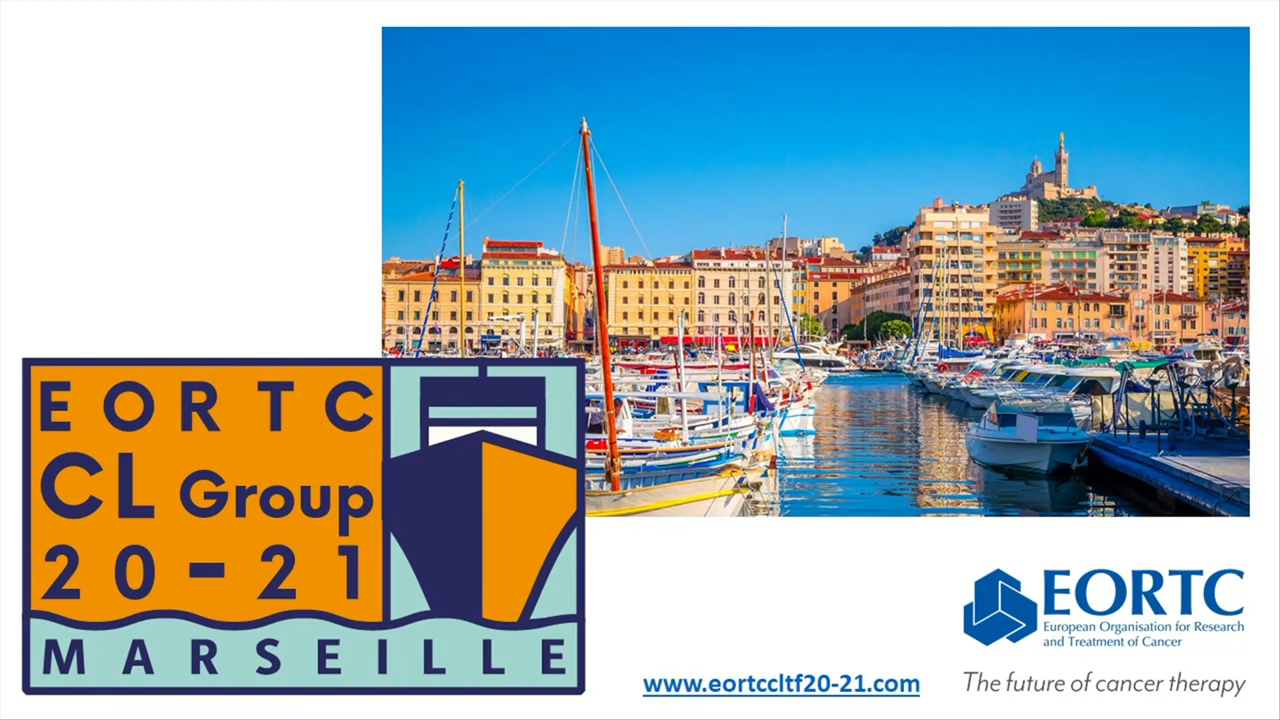 EORTC
CL Group
20-21
MARSEILLE
www.eortccltf20-21.com
EORTC
European Organisation for Research
and Treatment of Cancer
The future of cancer therapy